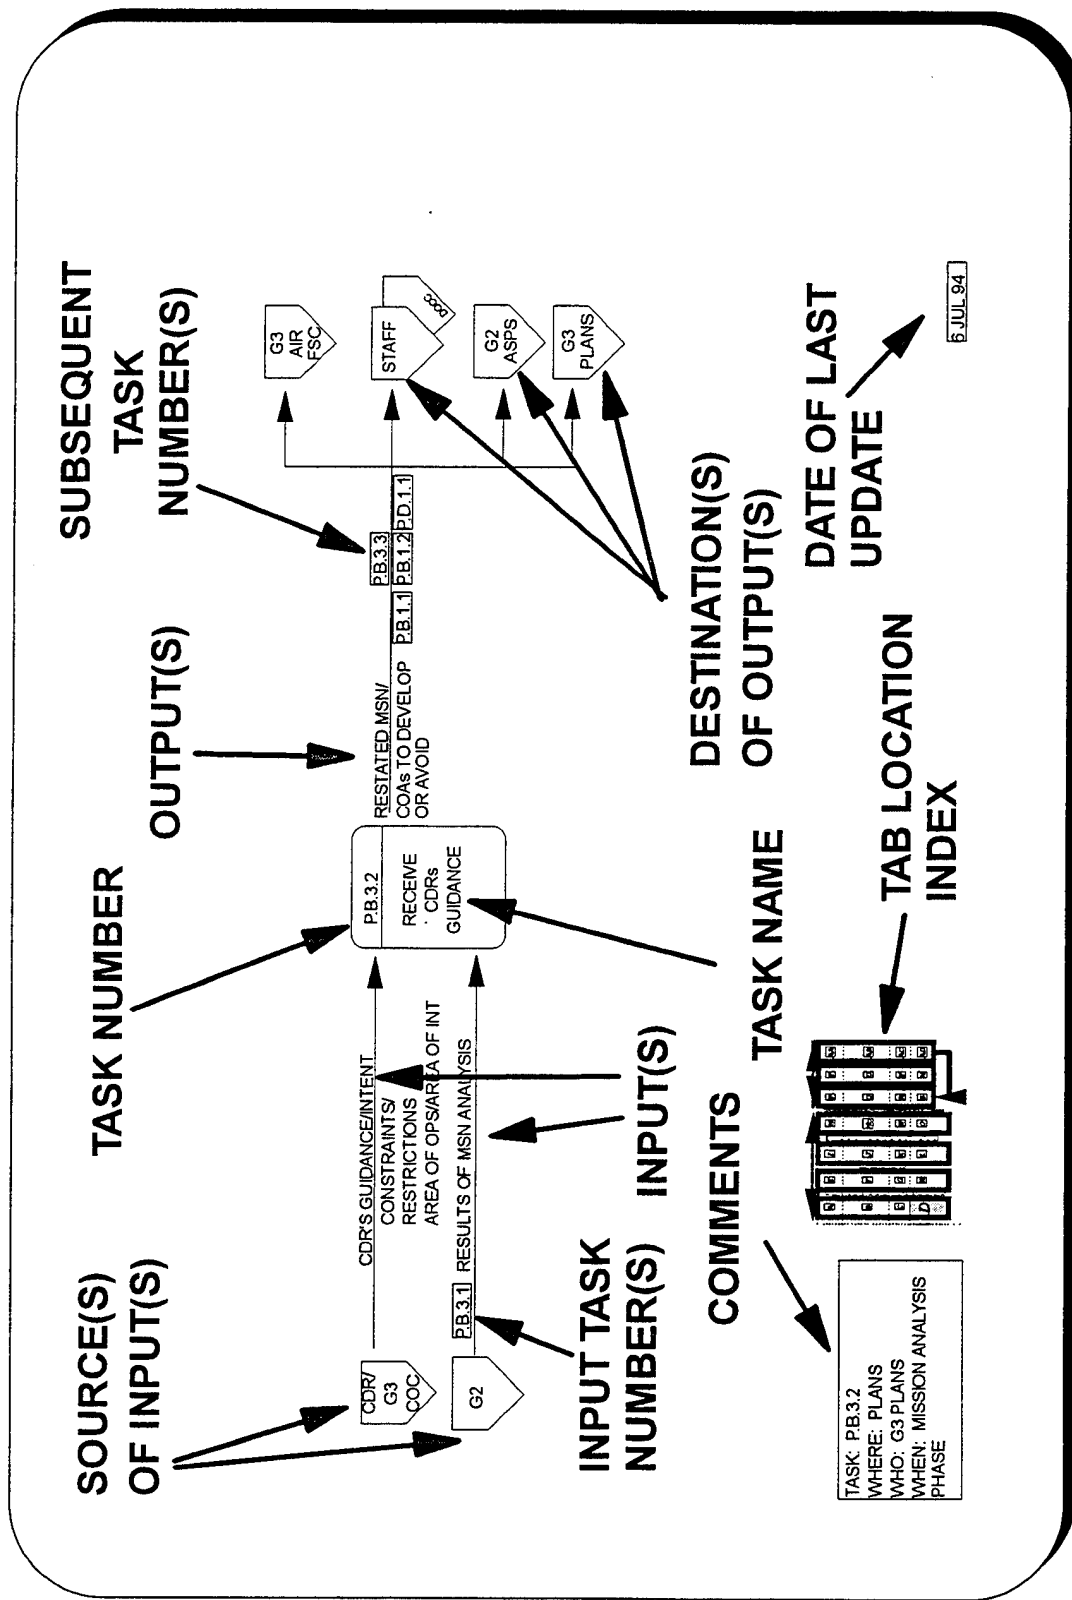 SOURCE(S)
OF INPUT(S)
TASK NUMBER
OUTPUT(S)
SUBSEQUENT
TASK
NUMBER(S)
CDR/
G3
COC
CDR'S GUIDANCE/INTENT
CONSTRAINTS/
RESTRICTIONS
AREA OF OPS/AREA OF INT
G2
P.B.3.1
RESULTS OF MSN ANALYSIS
P.B.3.2
RECEIVE
CDRs
GUIDANCE
RESTATED MSN/
COAs TO DEVELOP
OR AVOID
P.B.1.1
P.B.3.3
P.B.1.2
P.D.1.1
G3
AIR
FSC
STAFF
DOCC
G2
ASPS
G3
PLANS
INPUT TASK
NUMBER(S)
INPUT(S)
COMMENTS
TASK NAME
DESTINATION(S)
OF OUTPUT(S)
TASK: P.B.3.2
WHERE: PLANS
WHO: G3 PLANS
WHEN: MISSION ANALYSIS
PHASE
D
TAB LOCATION
INDEX
DATE OF LAST
UPDATE
6 JUL 94